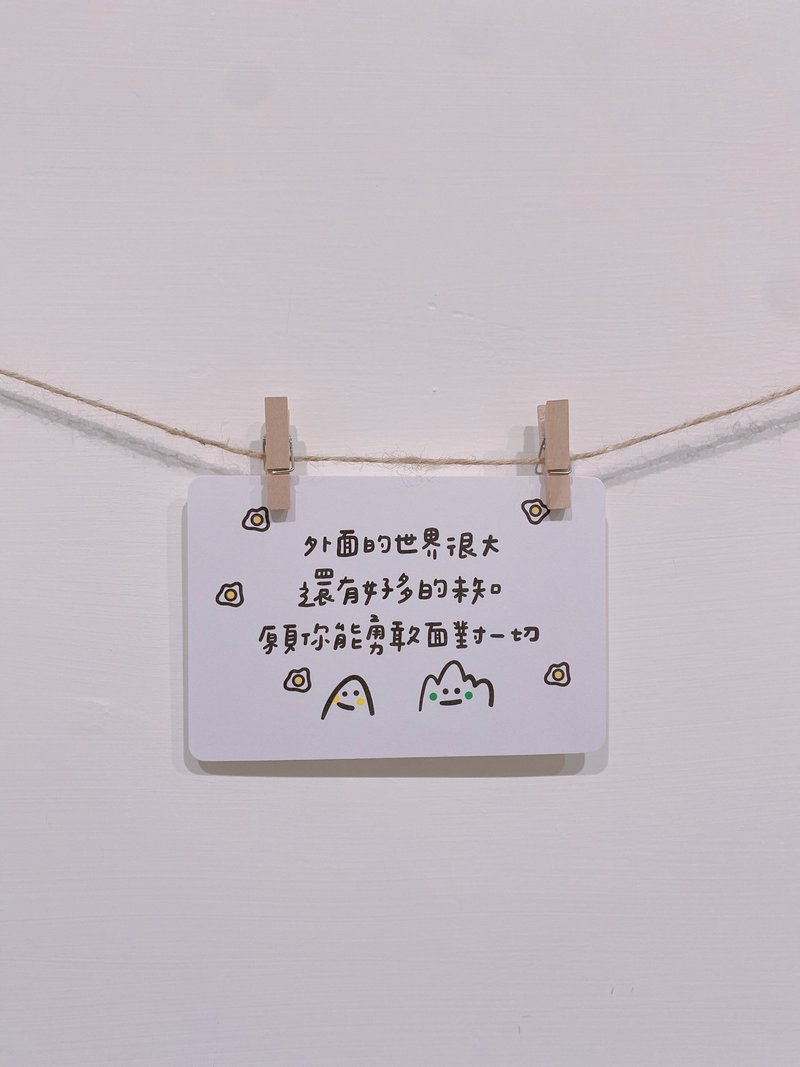 外面的世界很大
還有好多的未知
願你能勇敢面對一切